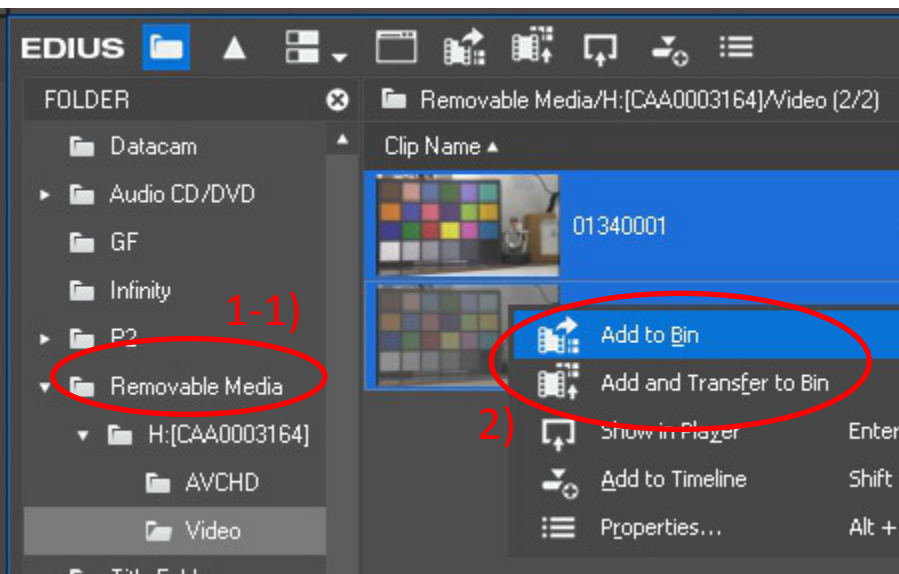 EDIUS
FOLDER
Removable Media/H:[CAA0003164]/Video (2/2)
Datacam
Clip Name
Audio CD/DVD
01340001
GF
Infinity
1-1)
Add to Bin
P2
Removable Media
Add and Transfer to Bin
2)
H:[CAA0003164]
Show in Player Enter
AVCHD
Add to Timeline Shift
Video
Properties... Alt +